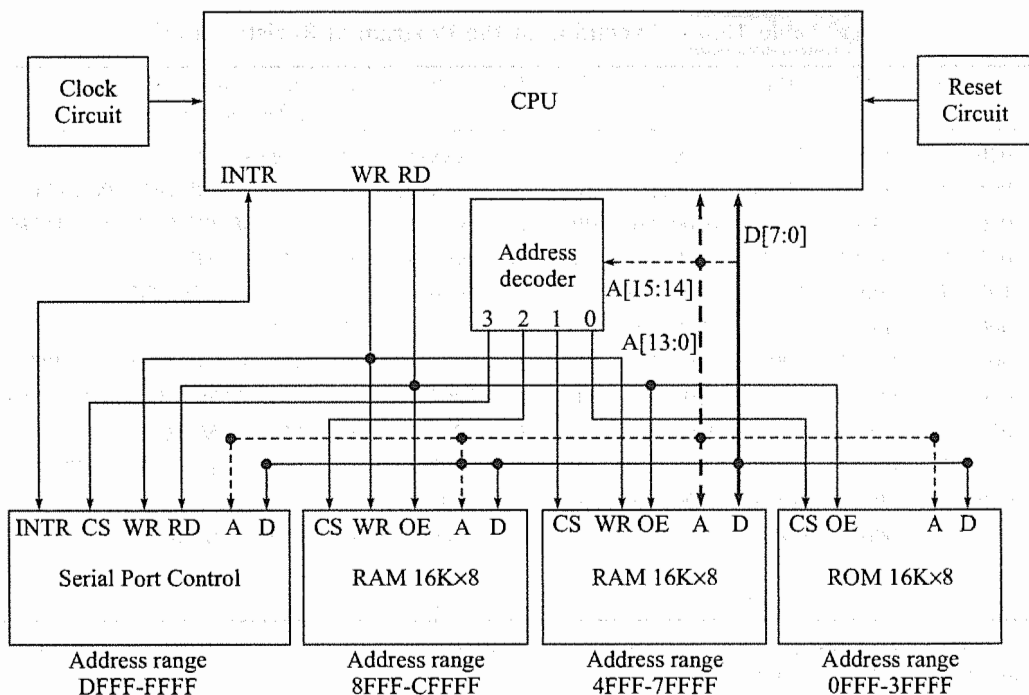 Clock
Circuit
CPU
Reset
Circuit
INTR
WR RD
D[7:0]
Address
decoder
A[15:14]
3 2 1 0
A[13:0]
INTR CS WR RD A D
Serial Port Control
CS WR OE A D
RAM 16K×8
CS WR OE A D
RAM 16K×8
CS OE A D
ROM 16K×8
Address range
DFFF-FFFF
Address range
8FFF-CFFFF
Address range
4FFF-7FFFF
Address range
0FFF-3FFFF